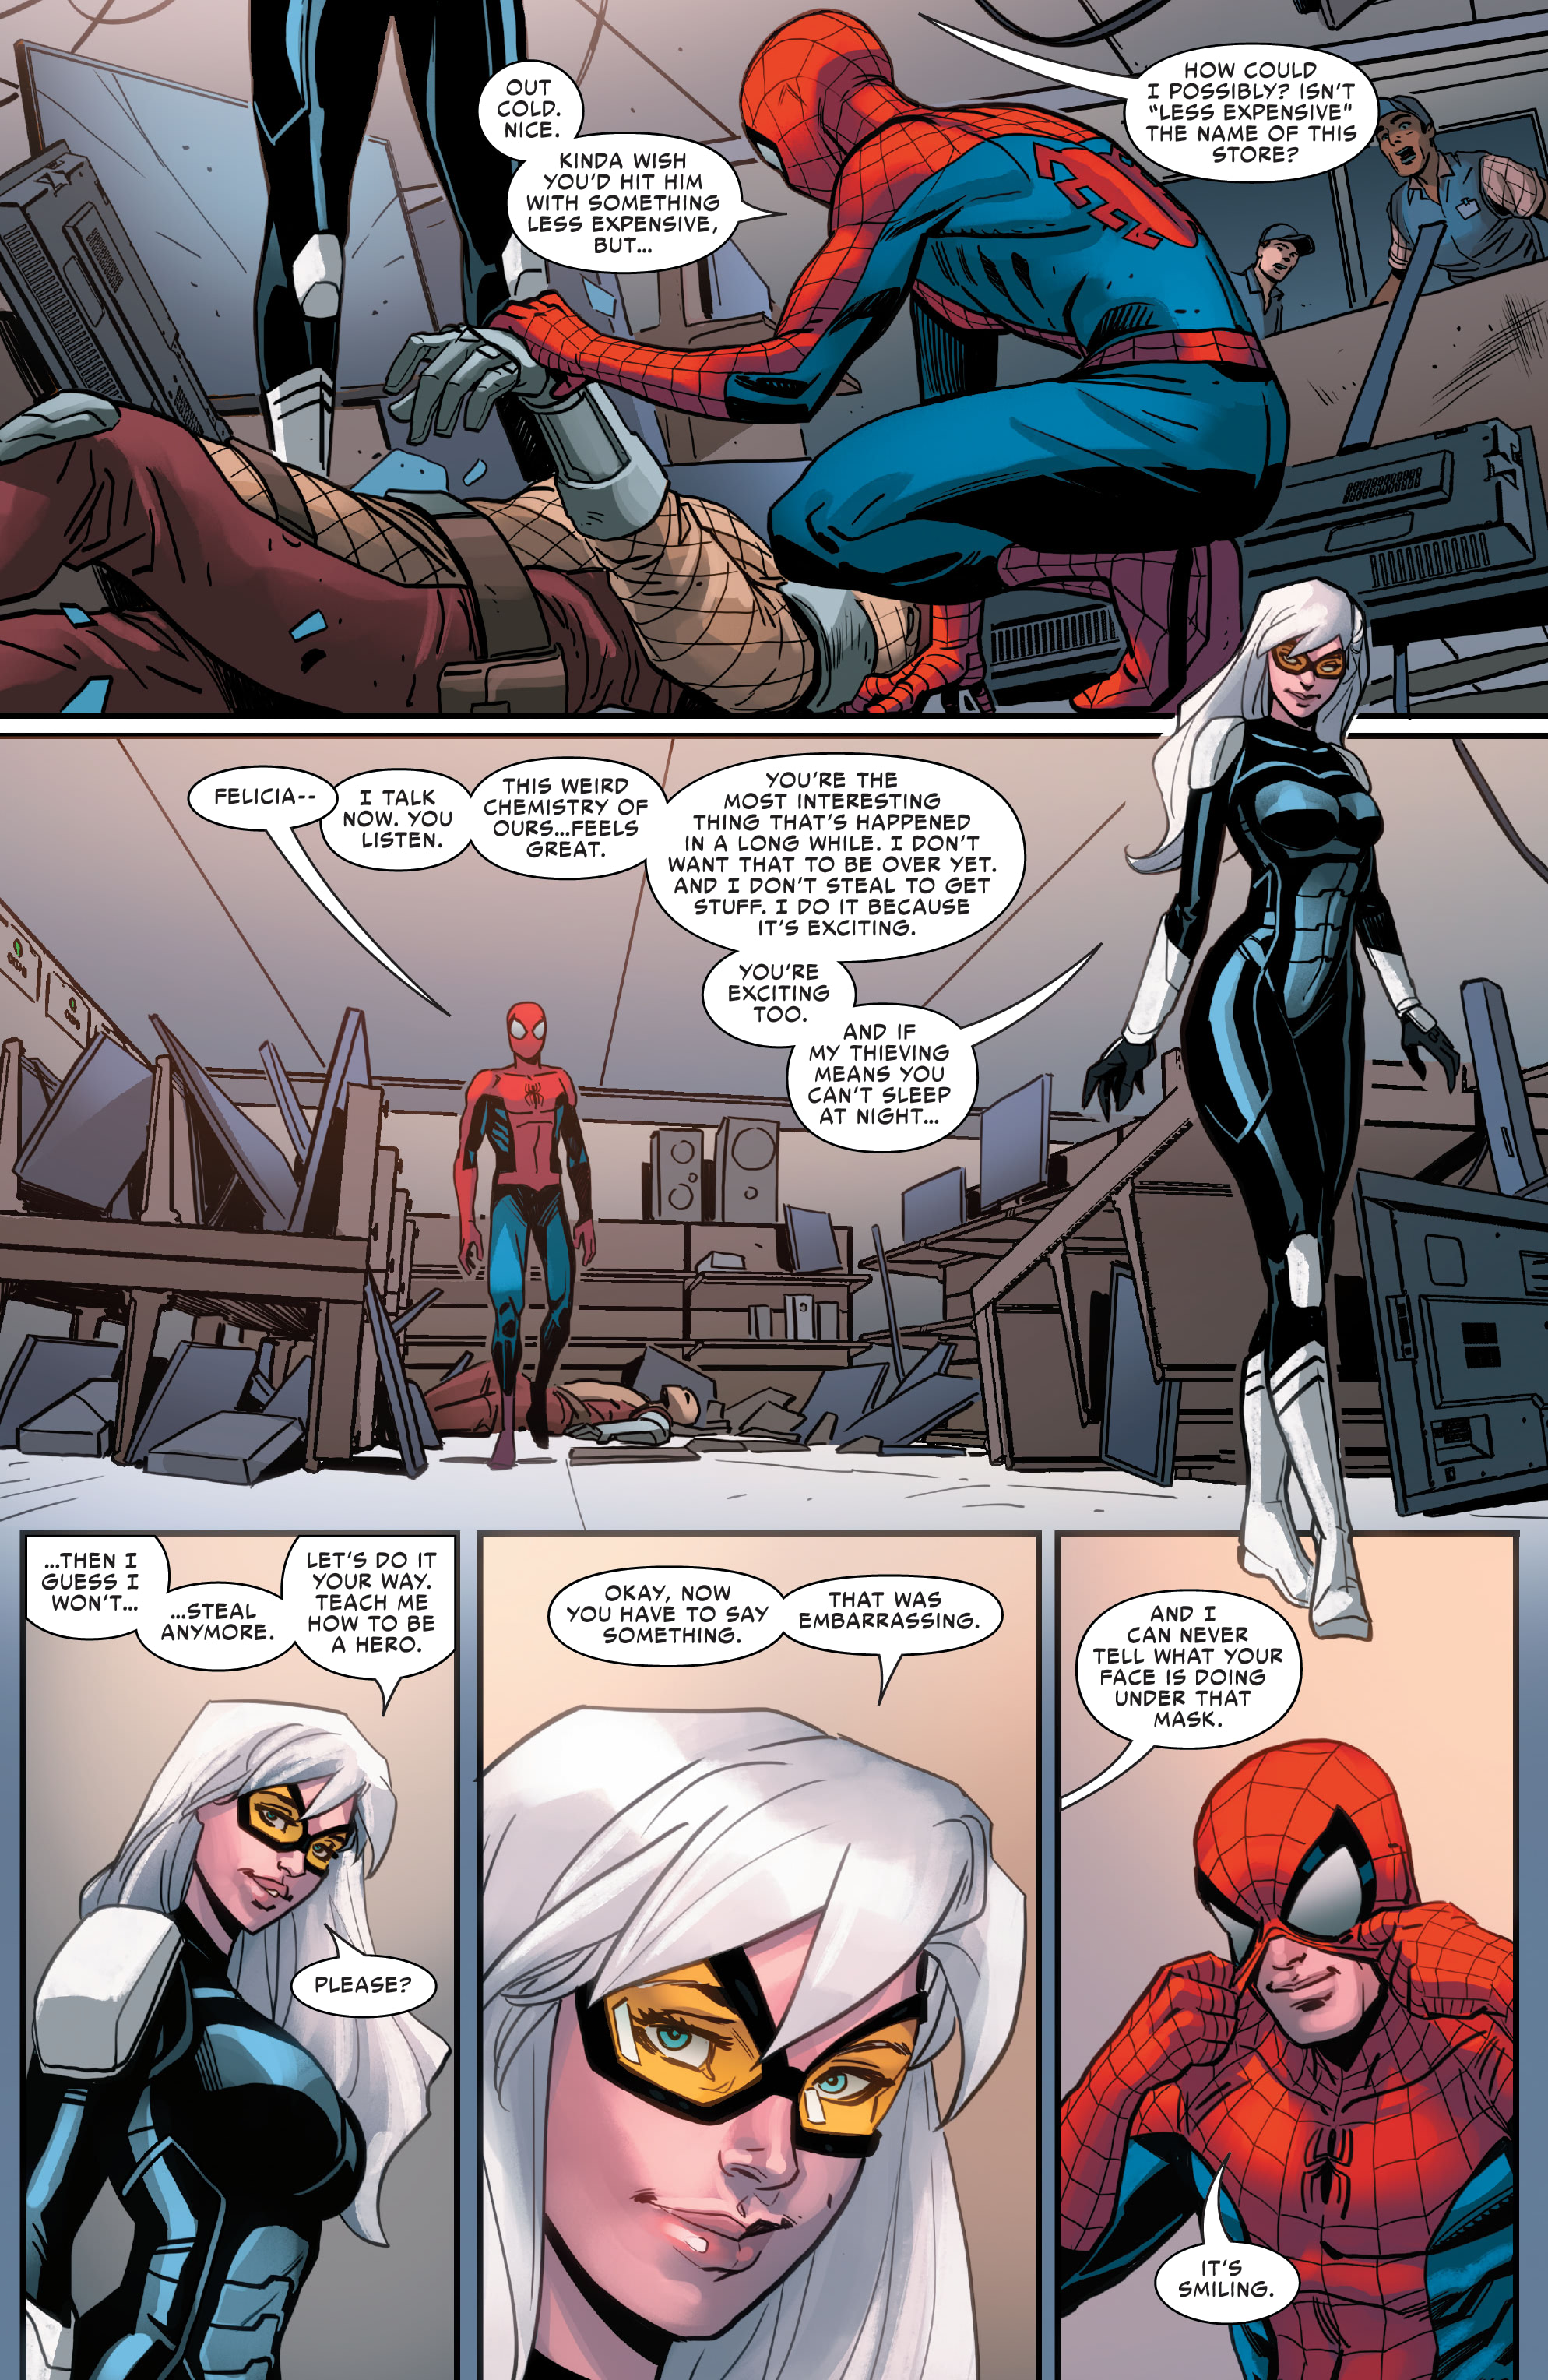 OUT
COLD.
NICE.
KINDA WISH
YOU'D HIT HIM
WITH SOMETHING
LESS EXPENSIVE,
BUT...
HOW COULD
I POSSIBLY? ISN'T
"LESS EXPENSIVE"
THE NAME OF THIS
STORE?
FELICIA--
I TALK
NOW. YOU
LISTEN.
THIS WEIRD
CHEMISTRY OF
OURS...FEELS
GREAT.
YOU'RE THE
MOST INTERESTING
THING THAT'S HAPPENED
IN A LONG WHILE. I DON'T
WANT THAT TO BE OVER YET.
AND I DON'T STEAL TO GET
STUFF. I DO IT BECAUSE
IT'S EXCITING.
YOU'RE
EXCITING
TOO.
AND IF
MY THIEVING
MEANS YOU
CAN'T SLEEP
AT NIGHT...
...THEN I
GUESS I
WON'T...
...STEAL
ANYMORE.
LET'S DO IT
YOUR WAY.
TEACH ME
HOW TO BE
A HERO.
PLEASE?
OKAY, NOW
YOU HAVE TO SAY
SOMETHING.
THAT WAS
EMBARRASSING.
AND I
CAN NEVER
TELL WHAT YOUR
FACE IS DOING
UNDER THAT
MASK.
IT'S
SMILING.